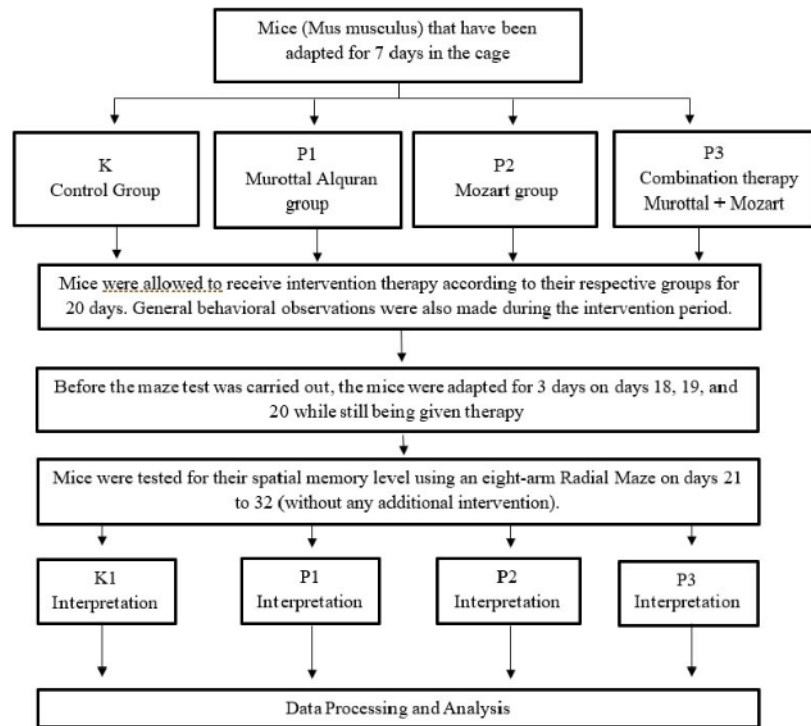 Mice (Mus musculus) that have been
adapted for 7 days in the cage
K
Control Group
P1
Murottal Alquran
group
P2
Mozart group
P3
Combination therapy
Murottal + Mozart
Mice were allowed to receive intervention therapy according to their respective groups for
20 days. General behavioral observations were also made during the intervention period.
Before the maze test was carried out, the mice were adapted for 3 days on days 18, 19, and
20 while still being given therapy
Mice were tested for their spatial memory level using an eight-arm Radial Maze on days 21
to 32 (without any additional intervention).
K1
Interpretation
P1
Interpretation
P2
Interpretation
P3
Interpretation
Data Processing and Analysis